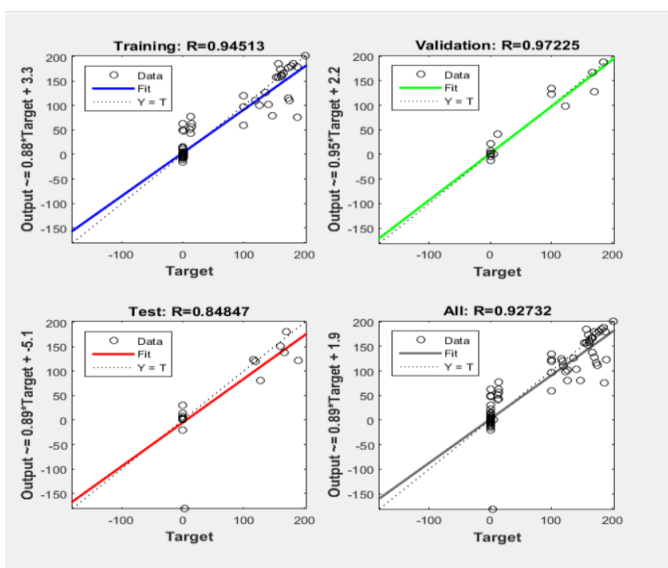 Training: R=0.94513
Output ~= 0.88*Target + 3.3
200
150
100
50
0
-50
-100
-150
Data
Fit
Y = T
-100 0 100 200
Target
Validation: R=0.97225
Output ~= 0.95*Target + 2.2
200
150
100
50
0
-50
-100
-150
Data
Fit
Y = T
-100 0 100 200
Target
Test: R=0.84847
Output ~= 0.89*Target + -5.1
200
150
100
50
0
-50
-100
-150
Data
Fit
Y = T
-100 0 100 200
Target
All: R=0.92732
Output ~= 0.89*Target + 1.9
200
150
100
50
0
-50
-100
-150
Data
Fit
Y = T
-100 0 100 200
Target